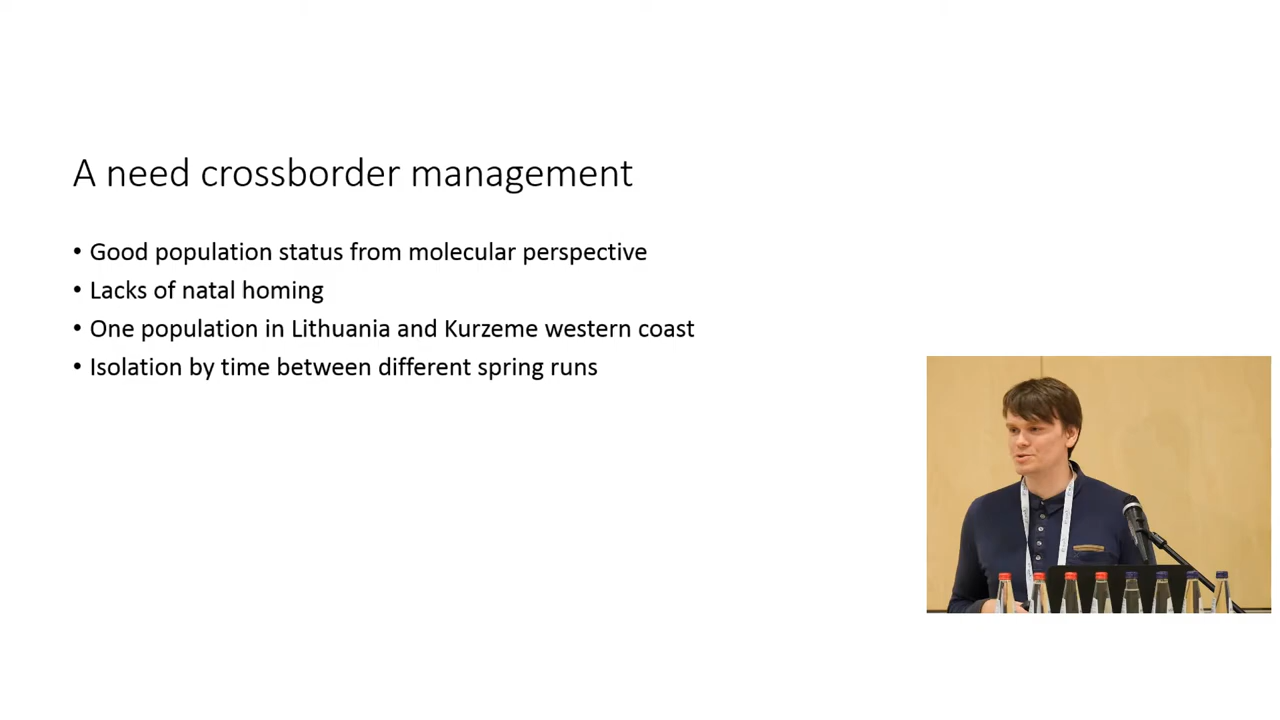 A need crossborder management
• Good population status from molecular perspective
• Lacks of natal homing
• One population in Lithuania and Kurzeme western coast
• Isolation by time between different spring runs